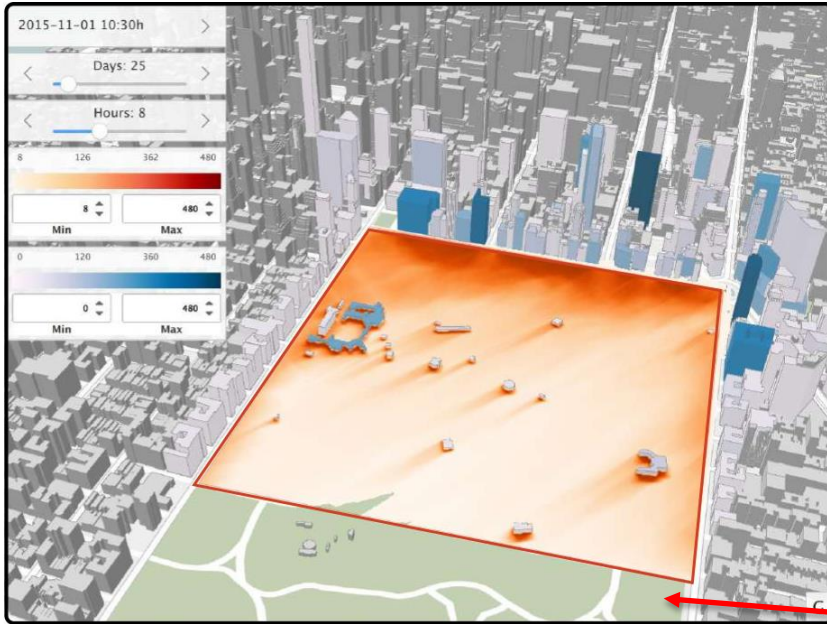 2015-11-01 10:30h
Days: 25
Hours: 8
8 126 362 480
8 480
Min Max
0 120 360 480
0 480
Min Max
G